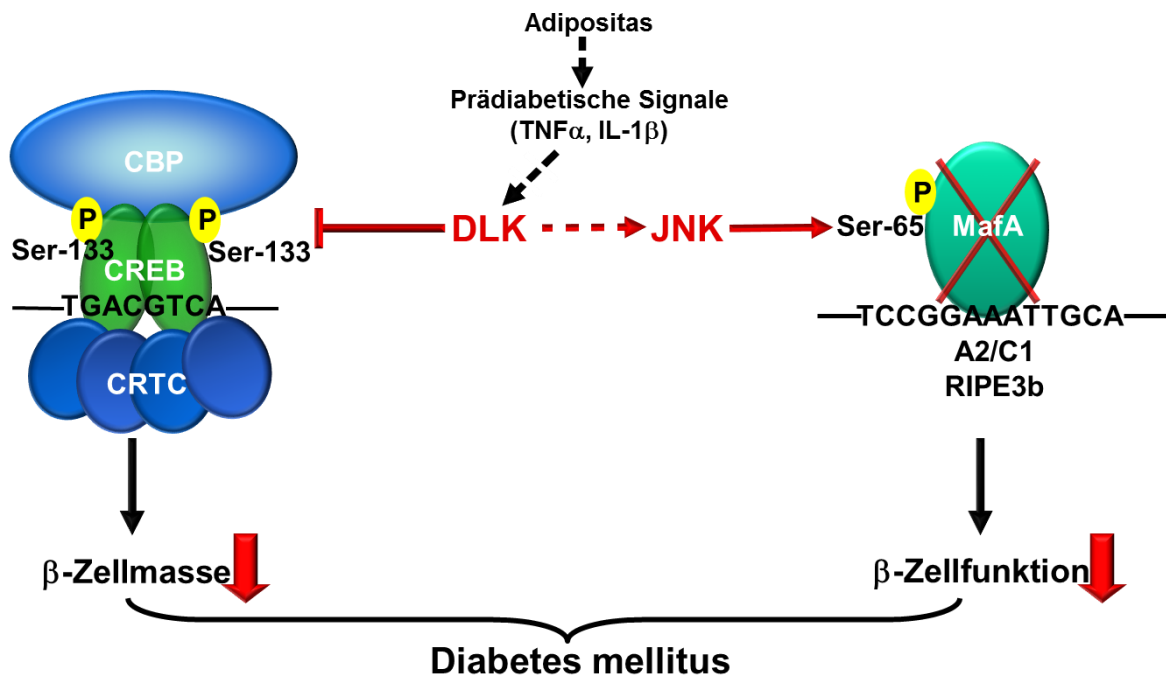 Adipositas
Prädiabetische Signale
(TNFα, IL-1β)
CBP
P
P
Ser-133
Ser-133
CREB
TGACGTCA
CRTC
DLK
JNK
P
Ser-65
MafA
TCCGGAAATTGCA
A2/C1
RIPE3b
β-Zellmasse
β-Zellfunktion
Diabetes mellitus